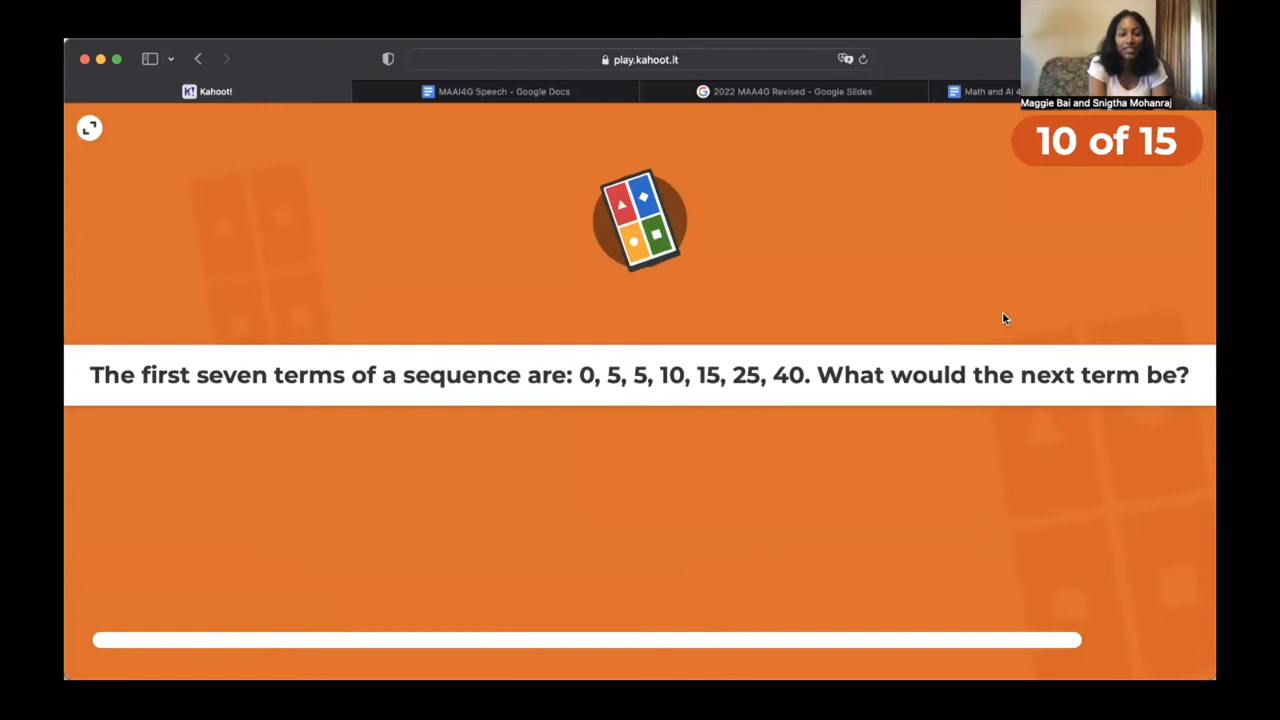 play.kahoot.it
K! Kahoot!
MAAI4G Speech - Google Docs
2022 MAA4G Revised - Google Slides
Math and AI 4
Maggie Bai and Snigtha Mohanraj
10 of 15
The first seven terms of a sequence are: 0, 5, 5, 10, 15, 25, 40. What would the next term be?